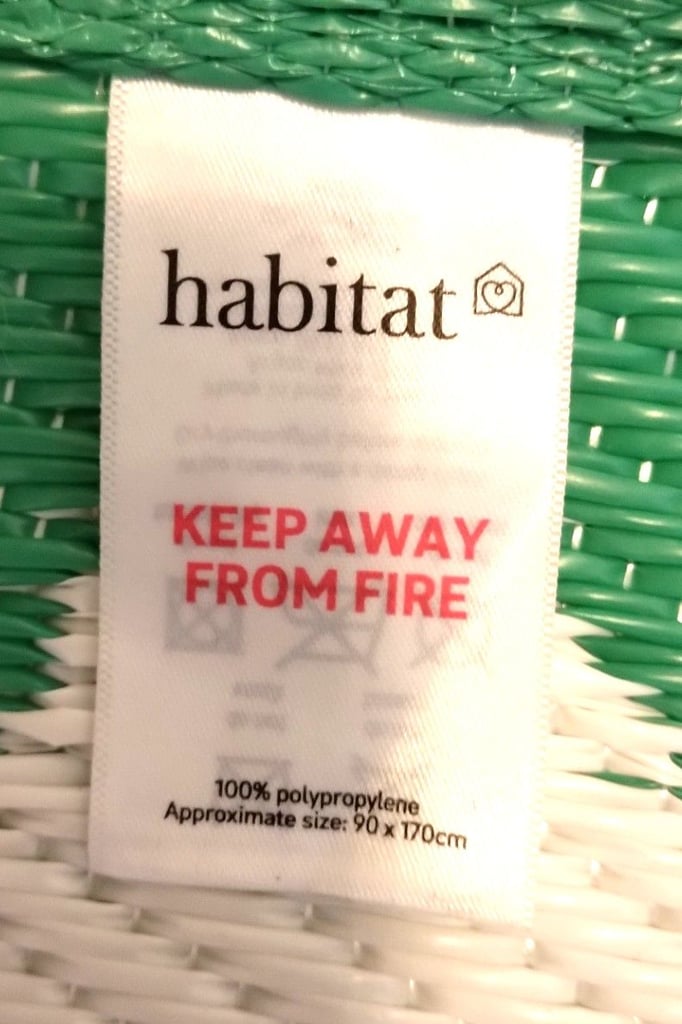 habitat
KEEP AWAY
FROM FIRE
100% polypropylene
Approximate size: 90 x 170cm